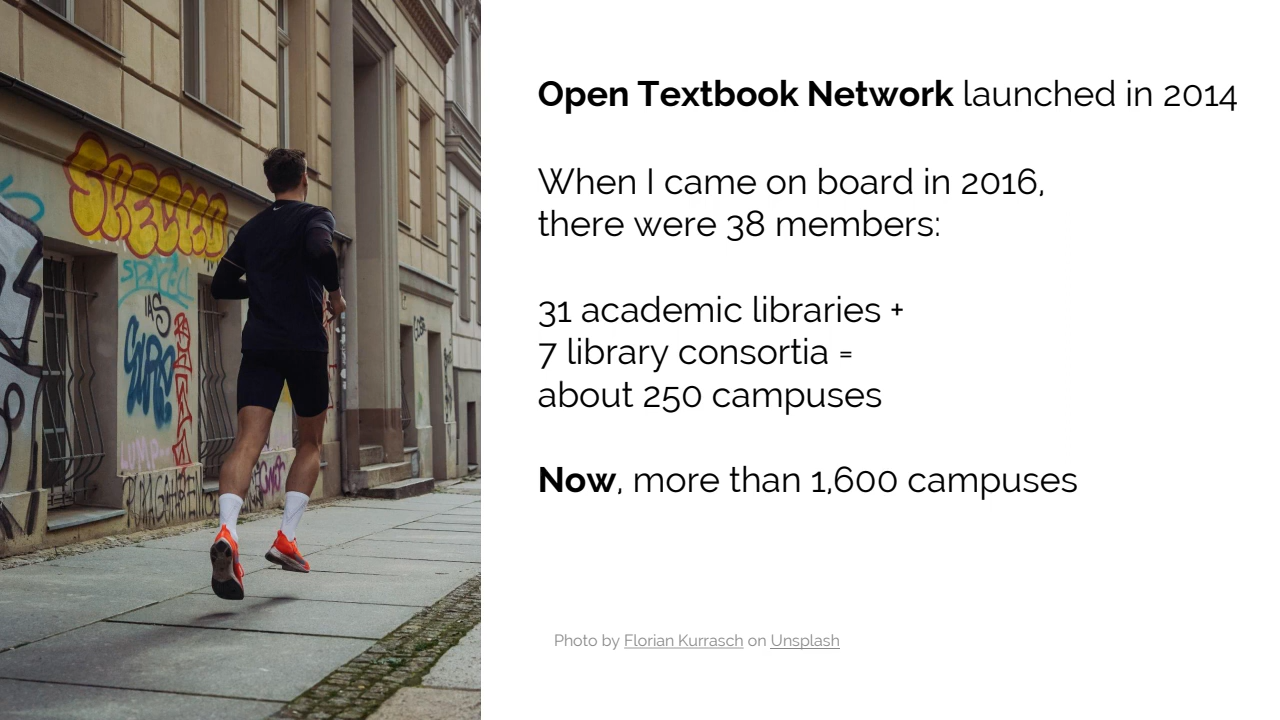 Open Textbook Network launched in 2014
When I came on board in 2016,
there were 38 members:
31 academic libraries +
7 library consortia =
about 250 campuses
Now, more than 1,600 campuses
Photo by Florian Kurrasch on Unsplash